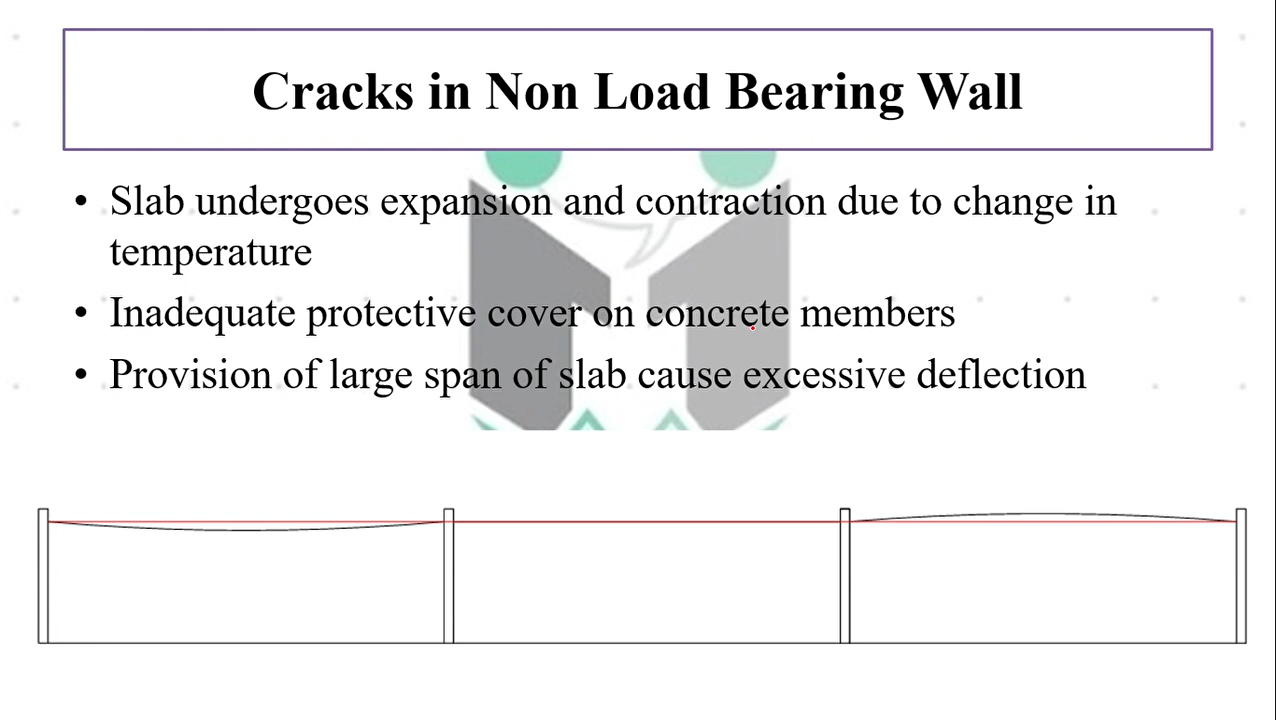 Cracks in Non Load Bearing Wall
• Slab undergoes expansion and contraction due to change in
temperature
• Inadequate protective cover on concrete members
• Provision of large span of slab cause excessive deflection